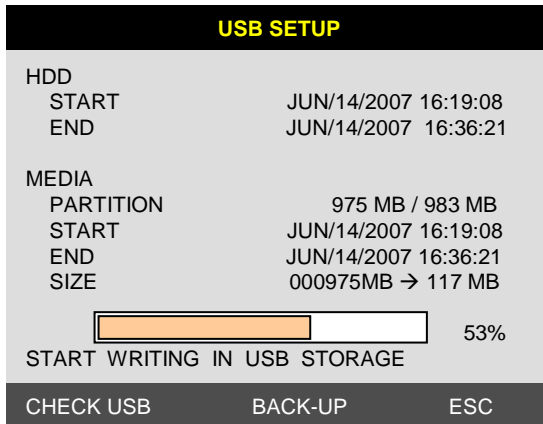 USB SETUP
HDD
START JUN/14/2007 16:19:08
END JUN/14/2007 16:36:21
MEDIA
PARTITION 975 MB / 983 MB
START JUN/14/2007 16:19:08
END JUN/14/2007 16:36:21
SIZE 000975MB → 117 MB
53%
START WRITING IN USB STORAGE
CHECK USB BACK-UP ESC